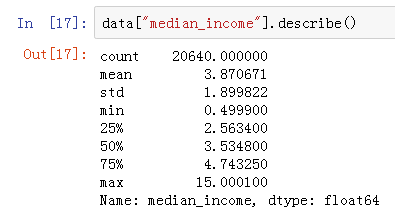 In [17]: data["median_income"].describe()
Out[17]: count    20640.000000
mean         3.870671
std          1.899822
min          0.499900
25%          2.563400
50%          3.534800
75%          4.743250
max         15.000100
Name: median_income, dtype: float64